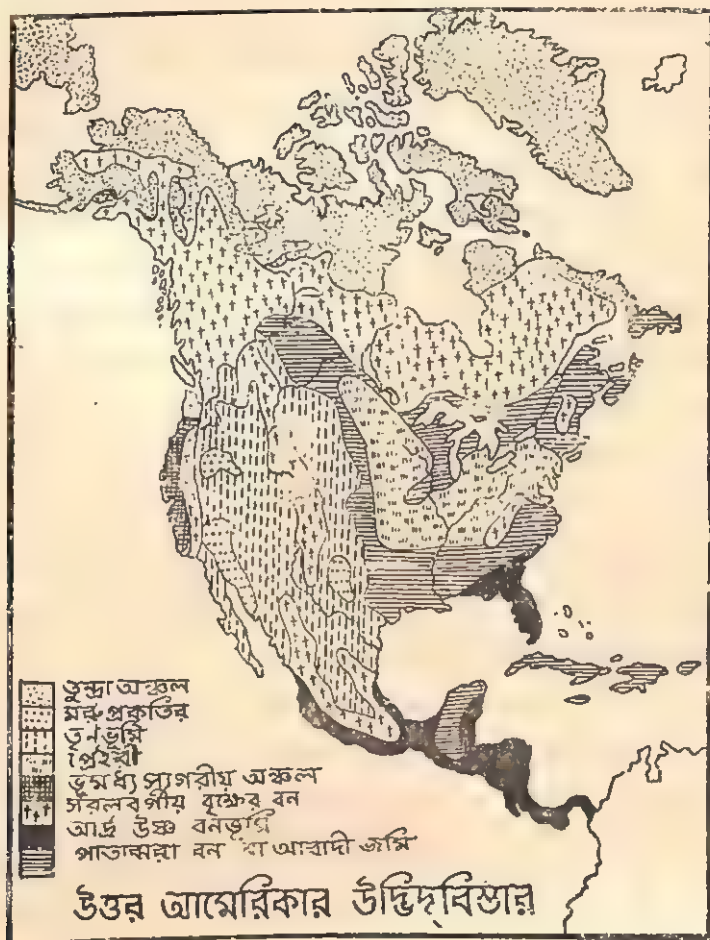 তুন্দ্রা অঞ্চল
মরু প্রকৃতির
তৃণভূমি
প্রেইরী
ভূমধ্য সাগরীয় অঞ্চল
সরলবর্গীয় বৃক্ষের বন
আর্দ্র উষ্ণ বনভূমি
পাতাঝরা বন বা আবাদী জমি
উত্তর আমেরিকার উদ্ভিদবিস্তার